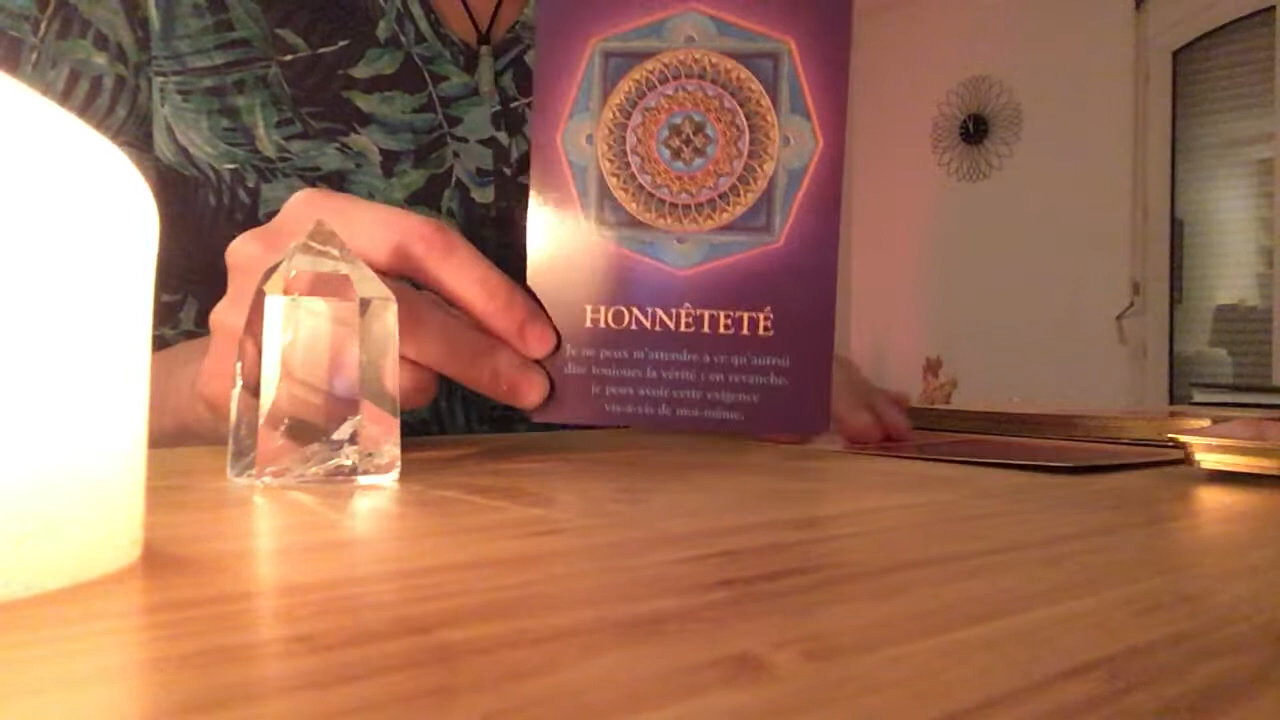 HONNÊTETÉ
Je ne peux m'attendre à ce qu'autrui
dise toujours la vérité ; en revanche,
je peux avoir cette exigence
vis-à-vis de moi-même.